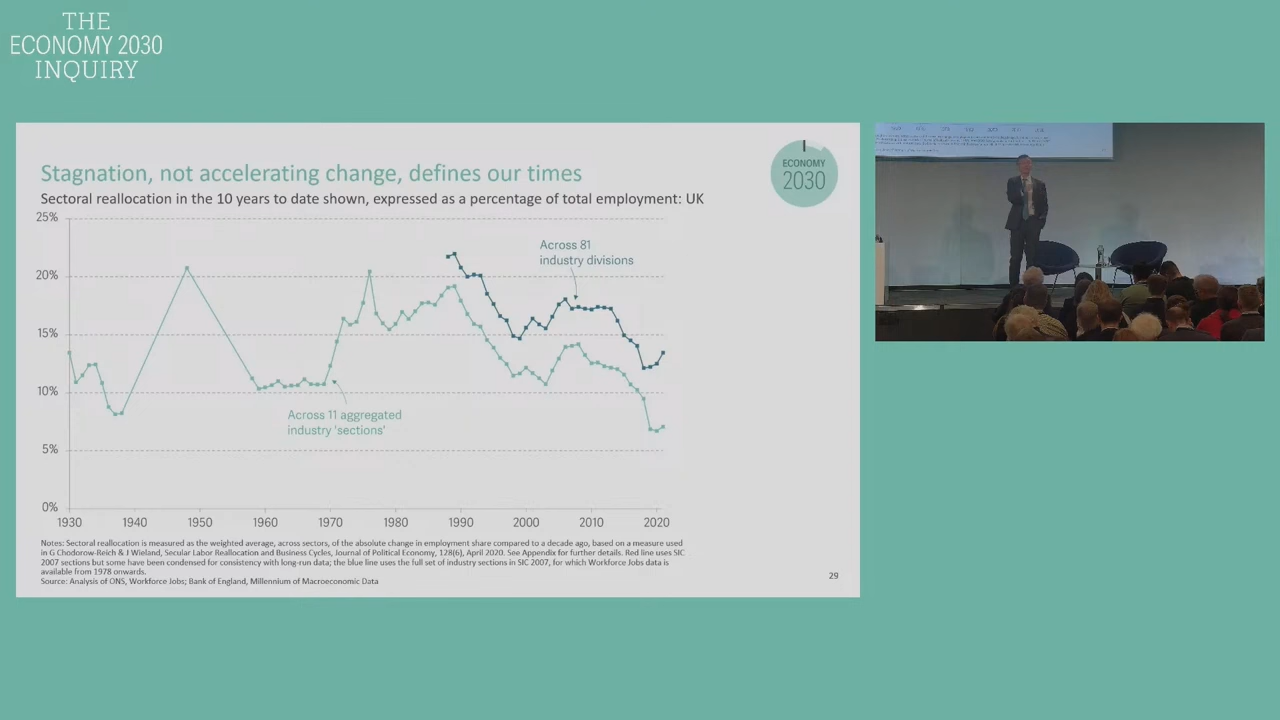 THE
ECONOMY 2030
INQUIRY
Stagnation, not accelerating change, defines our times
ECONOMY
2030
Sectoral reallocation in the 10 years to date shown, expressed as a percentage of total employment: UK
25%
20%
15%
10%
5%
0%
Across 81
industry divisions
Across 11 aggregated
industry 'sections'
1930 1940 1950 1960 1970 1980 1990 2000 2010 2020
Notes: Sectoral reallocation is measured as the weighted average, across sectors, of the absolute change in employment share compared to a decade ago, based on a measure used
in G Chodorow-Reich & J Wieland, Secular Labor Reallocation and Business Cycles, Journal of Political Economy, 128(6), April 2020. See Appendix for further details. Red line uses SIC
2007 sections but some have been condensed for consistency with long-run data; the blue line uses the full set of industry sections in SIC 2007, for which Workforce Jobs data is
available from 1978 onwards.
Source: Analysis of ONS, Workforce Jobs; Bank of England, Millennium of Macroeconomic Data
29